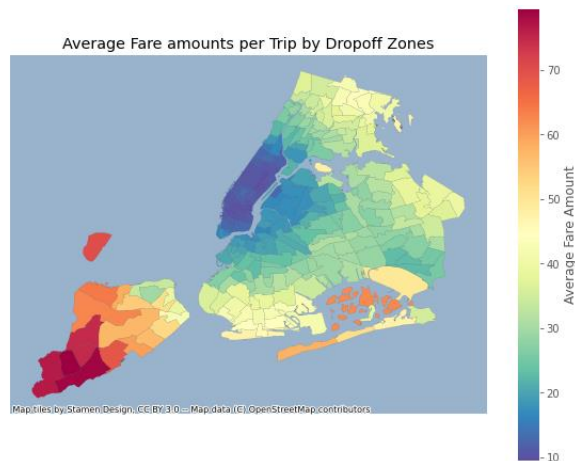 Average Fare amounts per Trip by Dropoff Zones
70
60
50
40
30
20
10
Average Fare Amount
Map tiles by Stamen Design, CC BY 3.0 -- Map data (C) OpenStreetMap contributors